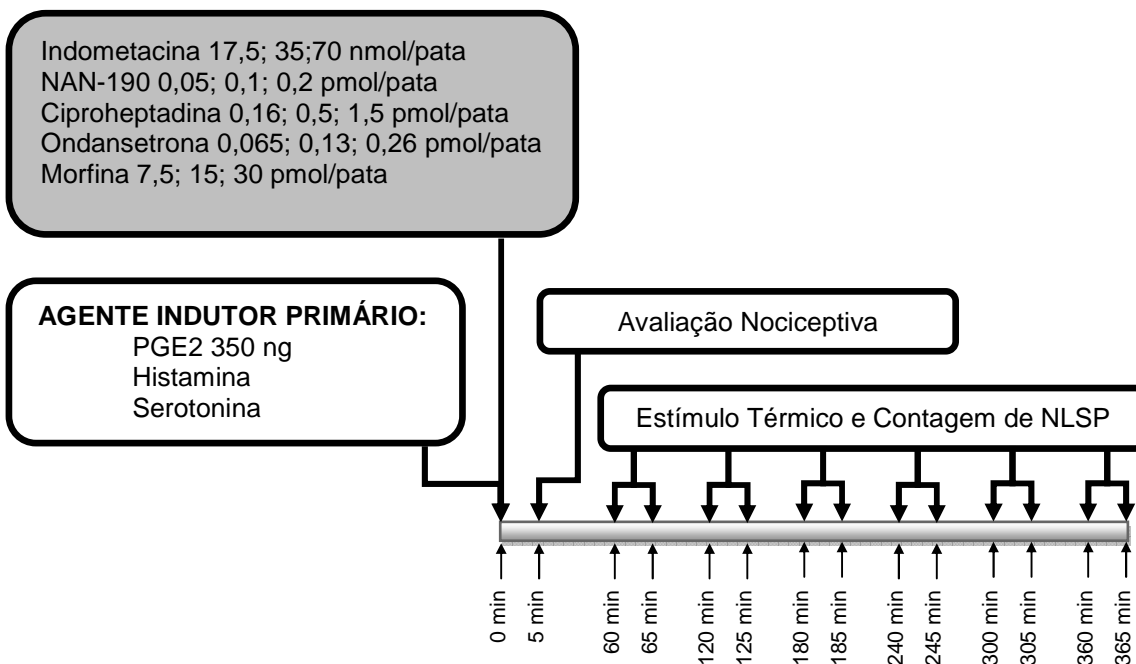 Indometacina 17,5; 35;70 nmol/pata
NAN-190 0,05; 0,1; 0,2 pmol/pata
Ciproheptadina 0,16; 0,5; 1,5 pmol/pata
Ondansetrona 0,065; 0,13; 0,26 pmol/pata
Morfina 7,5; 15; 30 pmol/pata
AGENTE INDUTOR PRIMÁRIO:
PGE2 350 ng
Histamina
Serotonina
Avaliação Nociceptiva
Estímulo Térmico e Contagem de NLSP
0 min
5 min
60 min
65 min
120 min
125 min
180 min
185 min
240 min
245 min
300 min
305 min
360 min
365 min